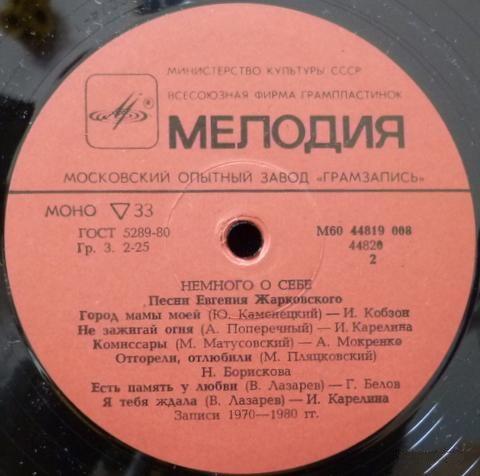 МИНИСТЕРСТВО КУЛЬТУРЫ СССР
ВСЕСОЮЗНАЯ ФИРМА ГРАМПЛАСТИНОК
МЕЛОДИЯ
МОСКОВСКИЙ ОПЫТНЫЙ ЗАВОД «ГРАМЗАПИСЬ»
МОНО ▽ 33
ГОСТ 5289-80
Гр. 3. 2-25
М60 44819 008
44820
2
НЕМНОГО О СЕБЕ
Песни Евгения Жарковского
Город мамы моей (Ю. Каменецкий) — И. Кобзон
Не зажигай огня (А. Поперечный) — И. Карелина
Комиссары (М. Матусовский) — А. Мокренко
Отгорели, отлюбили (М. Пляцковский)
Н. Борискова
Есть память у любви (В. Лазарев) — Г. Белов
Я тебя ждала (В. Лазарев) — И. Карелина
Записи 1970—1980 гг.